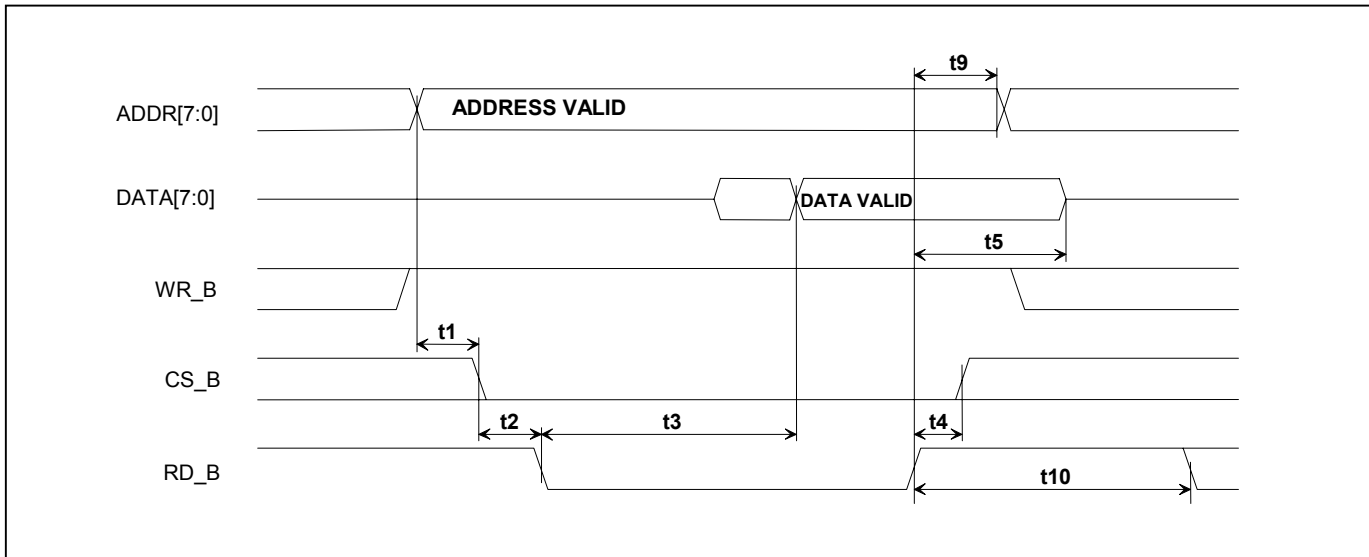 t9
ADDR[7:0]
ADDRESS VALID
DATA[7:0]
DATA VALID
t5
WR_B
t1
CS_B
t2
t3
t4
RD_B
t10